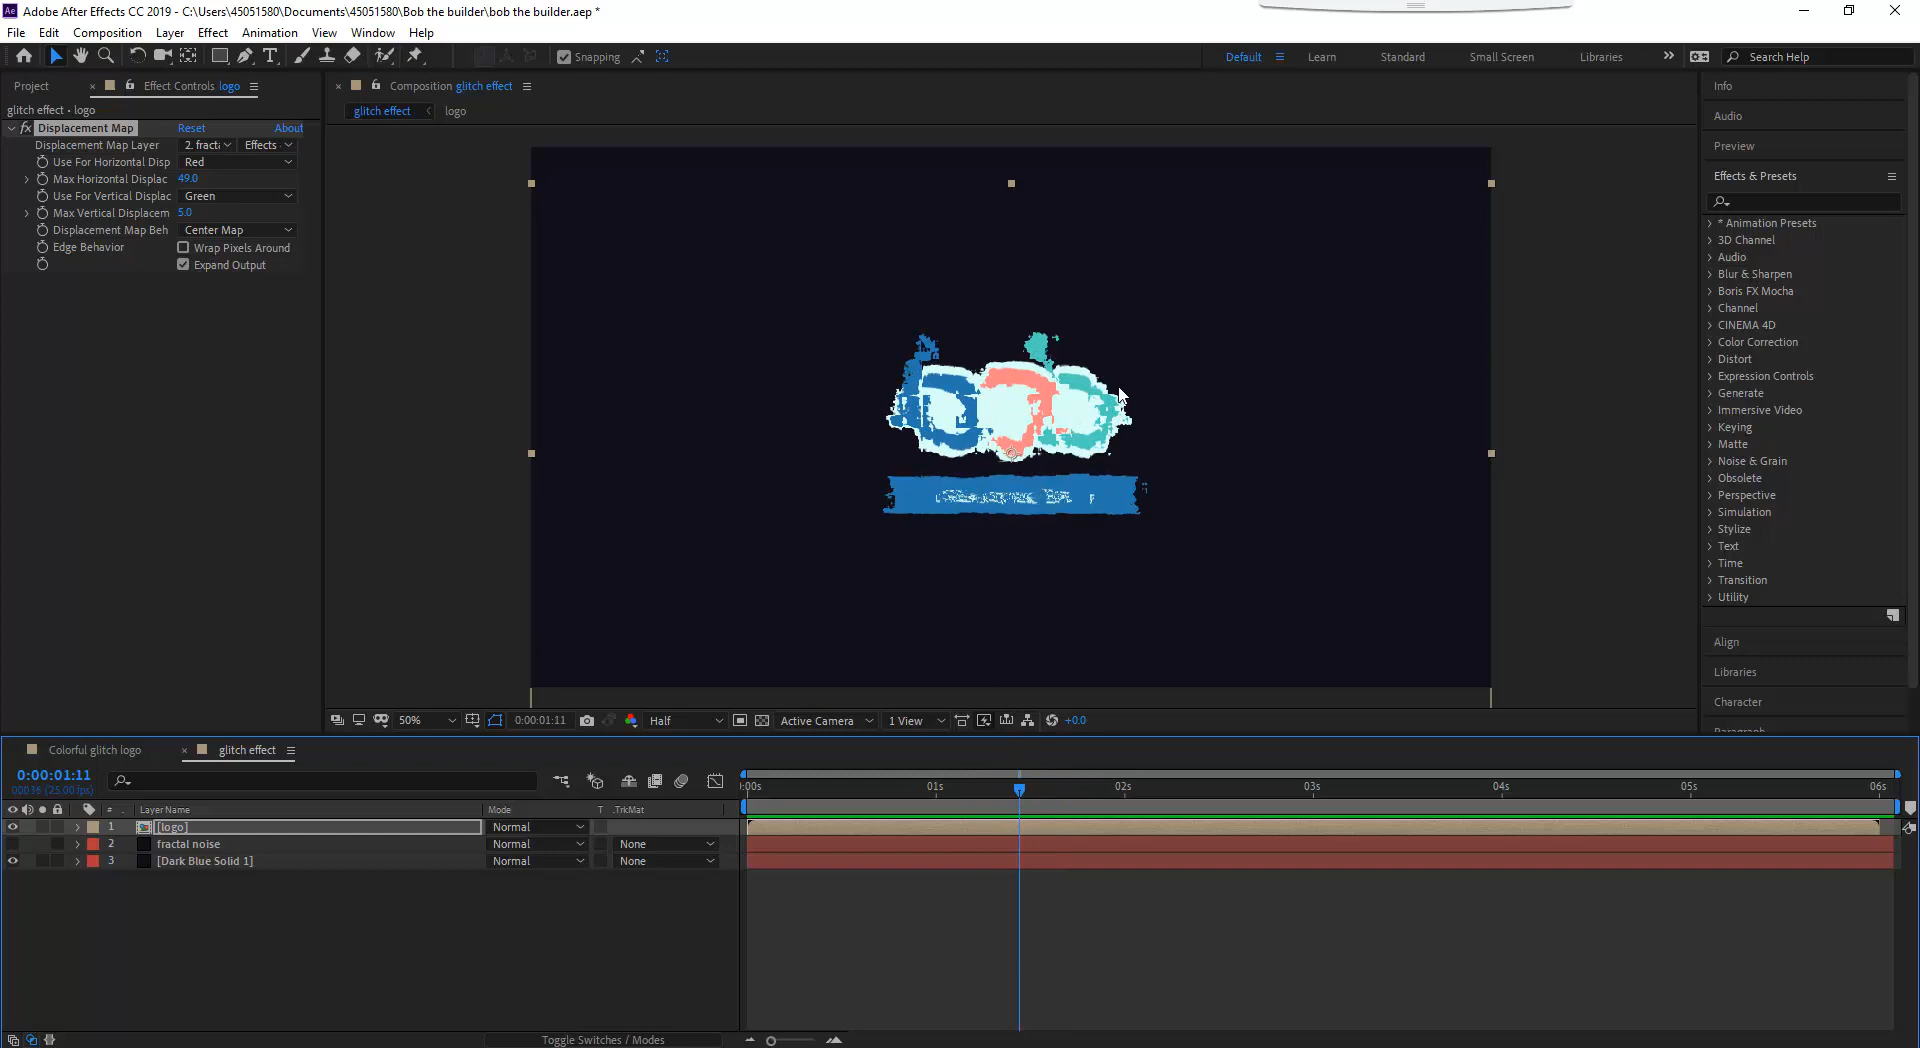 Adobe After Effects CC 2019 - C:\Users\45051580\Documents\45051580\Bob the builder\bob the builder.aep *
File Edit Composition Layer Effect Animation View Window Help
Snapping Default Learn Standard Small Screen Libraries Search Help
Project Effect Controls logo Composition glitch effect
glitch effect • logo
glitch effect logo
fx Displacement Map Reset About
Displacement Map Layer 2. fracta Effects
Use For Horizontal Disp Red
Max Horizontal Displac 49.0
Use For Vertical Displac Green
Max Vertical Displacem 5.0
Displacement Map Beh Center Map
Edge Behavior Wrap Pixels Around
Expand Output
Info
Audio
Preview
Effects & Presets
* Animation Presets
3D Channel
Audio
Blur & Sharpen
Boris FX Mocha
Channel
CINEMA 4D
Color Correction
Distort
Expression Controls
Generate
Immersive Video
Keying
Matte
Noise & Grain
Obsolete
Perspective
Simulation
Stylize
Text
Time
Transition
Utility
Align
Libraries
Character
Paragraph
50% 0:00:01:11 Half Active Camera 1 View +0.0
Colorful glitch logo glitch effect
0:00:01:11
00036 (25.00 fps)
:00s 01s 02s 03s 04s 05s 06s
# Layer Name Mode T .TrkMat
1 [logo] Normal
2 fractal noise Normal None
3 [Dark Blue Solid 1] Normal None
Toggle Switches / Modes